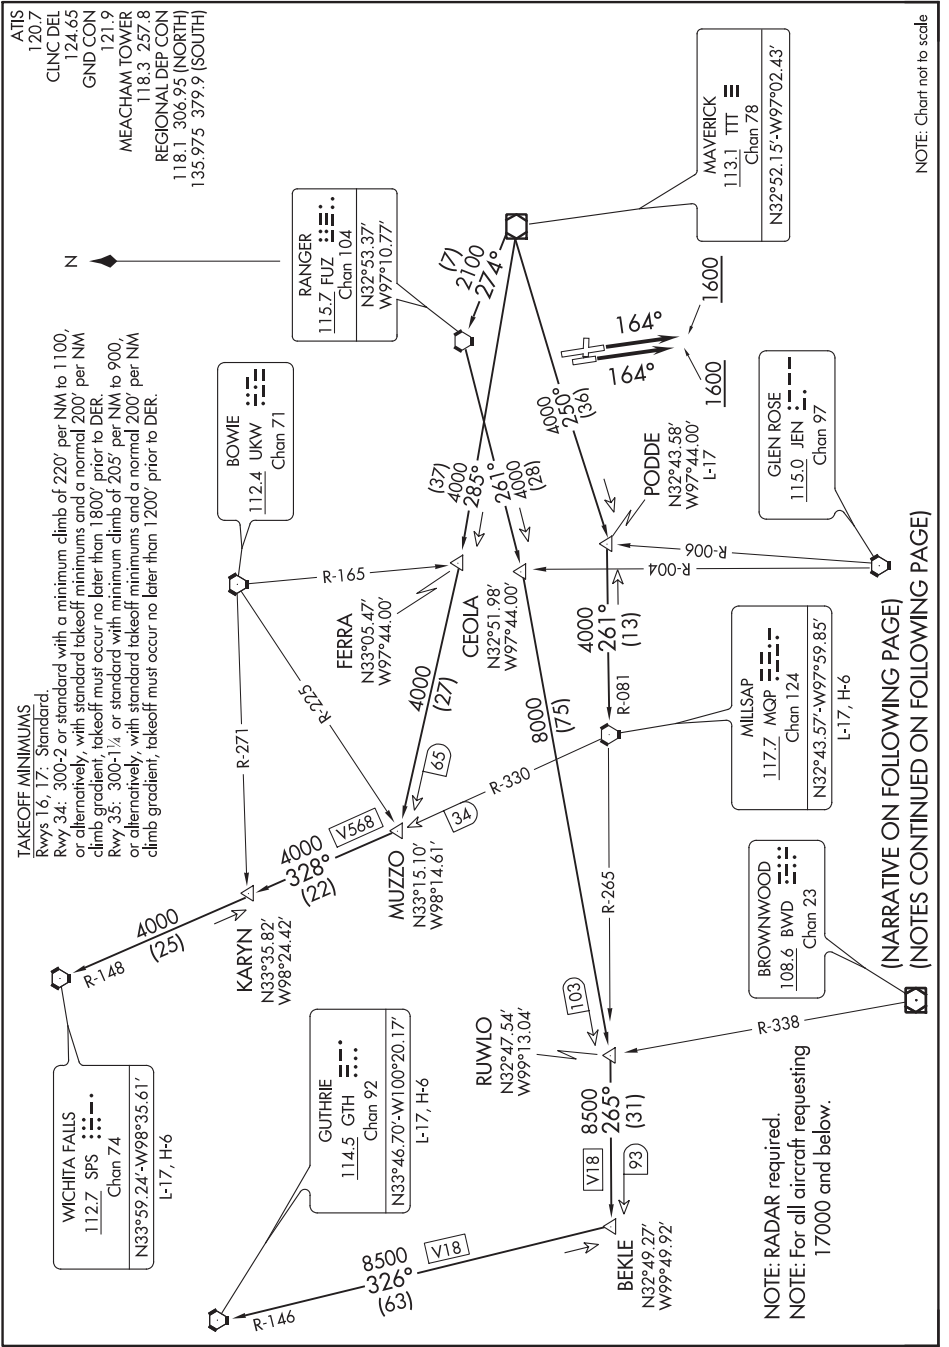 ATIS
120.7
CLNC DEL
124.65
GND CON
121.9
MEACHAM TOWER
118.3 257.8
REGIONAL DEP CON
118.1 306.95 (NORTH)
135.975 379.9 (SOUTH)
TAKEOFF MINIMUMS
Rwys 16, 17: Standard.
Rwy 34: 300-2 or standard with a minimum climb of 220' per NM to 1100,
or alternatively, with standard takeoff minimums and a normal 200' per NM
climb gradient, takeoff must occur no later than 1800' prior to DER.
Rwy 35: 300-1¼ or standard with minimum climb of 205' per NM to 900,
or alternatively, with standard takeoff minimums and a normal 200' per NM
climb gradient, takeoff must occur no later than 1200' prior to DER.
N
WICHITA FALLS
112.7 SPS
Chan 74
N33°59.24'-W98°35.61'
L-17, H-6
R-148
4000
(25)
KARYN
N33°35.82'
W98°24.42'
4000
328°
(22)
V568
R-271
R-225
R-165
BOWIE
112.4 UKW
Chan 71
RANGER
115.7 FUZ
Chan 104
N32°53.37'
W97°10.77'
MAVERICK
113.1 TTT
Chan 78
N32°52.15'-W97°02.43'
(7)
2100
274°
(37)
4000
285°
261°
4000
(28)
4000
250°
(36)
164°
164°
1600
1600
FERRA
N33°05.47'
W97°44.00'
CEOLA
N32°51.98'
W97°44.00'
PODDE
N32°43.58'
W97°44.00'
L-17
4000
(27)
65
MUZZO
N33°15.10'
W98°14.61'
34
R-330
8000
(75)
4000
261°
(13)
R-081
R-004
R-006
GLEN ROSE
115.0 JEN
Chan 97
MILLSAP
117.7 MQP
Chan 124
N32°43.57'-W97°59.85'
L-17, H-6
R-265
103
RUWLO
N32°47.54'
W99°13.04'
BROWNWOOD
108.6 BWD
Chan 23
R-338
8500
265°
(31)
V18
93
GUTHRIE
114.5 GTH
Chan 92
N33°46.70'-W100°20.17'
L-17, H-6
R-146
8500
326°
(63)
V18
BEKLE
N32°49.27'
W99°49.92'
NOTE: RADAR required.
NOTE: For all aircraft requesting
17000 and below.
(NARRATIVE ON FOLLOWING PAGE)
(NOTES CONTINUED ON FOLLOWING PAGE)
NOTE: Chart not to scale